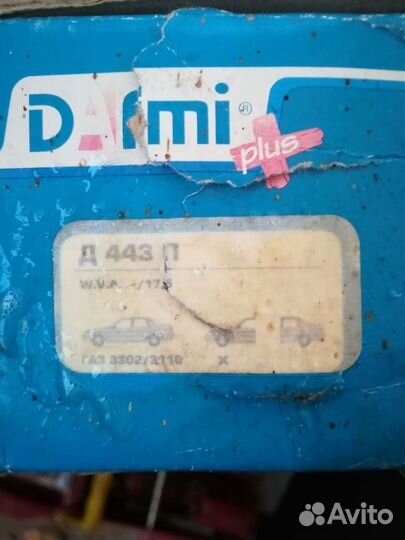 Dafmi®
plus
Д 443 П
W.V.A. -/17,5
ГАЗ 3302/3110 X
Avito